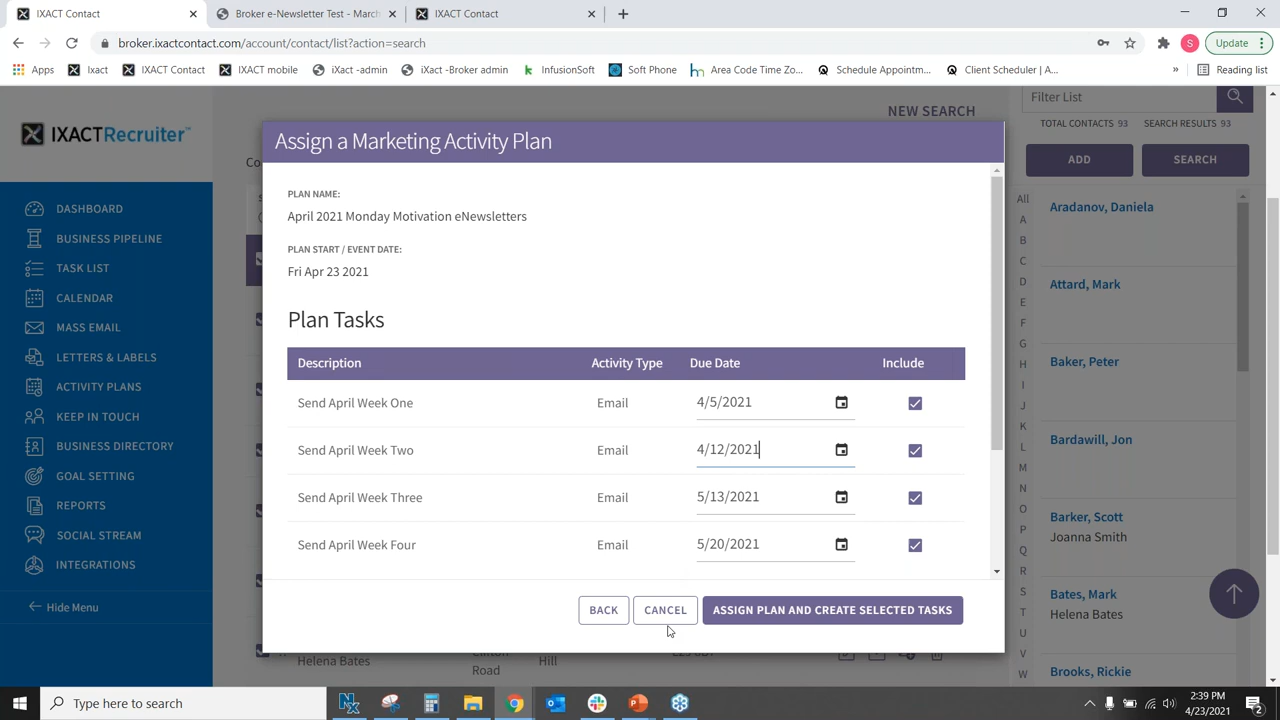 IXACT Contact
Broker e-Newsletter Test - March
IXACT Contact
broker.ixactcontact.com/account/contact/list?action=search
S
Update
Apps
Ixact
IXACT Contact
IXACT mobile
iXact -admin
iXact -Broker admin
InfusionSoft
Soft Phone
Area Code Time Zo...
Schedule Appointm...
Client Scheduler | A...
»
Reading list
IXACTRecruiter™
DASHBOARD
BUSINESS PIPELINE
TASK LIST
CALENDAR
MASS EMAIL
LETTERS & LABELS
ACTIVITY PLANS
KEEP IN TOUCH
BUSINESS DIRECTORY
GOAL SETTING
REPORTS
SOCIAL STREAM
INTEGRATIONS
Hide Menu
NEW SEARCH
Co
Assign a Marketing Activity Plan
PLAN NAME:
April 2021 Monday Motivation eNewsletters
PLAN START / EVENT DATE:
Fri Apr 23 2021
Plan Tasks
Description Activity Type Due Date Include
Send April Week One Email 4/5/2021
Send April Week Two Email 4/12/2021
Send April Week Three Email 5/13/2021
Send April Week Four Email 5/20/2021
BACK CANCEL ASSIGN PLAN AND CREATE SELECTED TASKS
Helena Bates
Clifton
Road
Hill
Filter List
TOTAL CONTACTS 93 SEARCH RESULTS 93
ADD SEARCH
All
A
B
C
D
E
F
G
H
I
J
K
L
M
N
O
P
Q
R
S
T
U
V
W
Aradanov, Daniela
Attard, Mark
Baker, Peter
Bardawill, Jon
Barker, Scott
Joanna Smith
Bates, Mark
Helena Bates
Brooks, Rickie
Type here to search
2:39 PM
4/23/2021
2